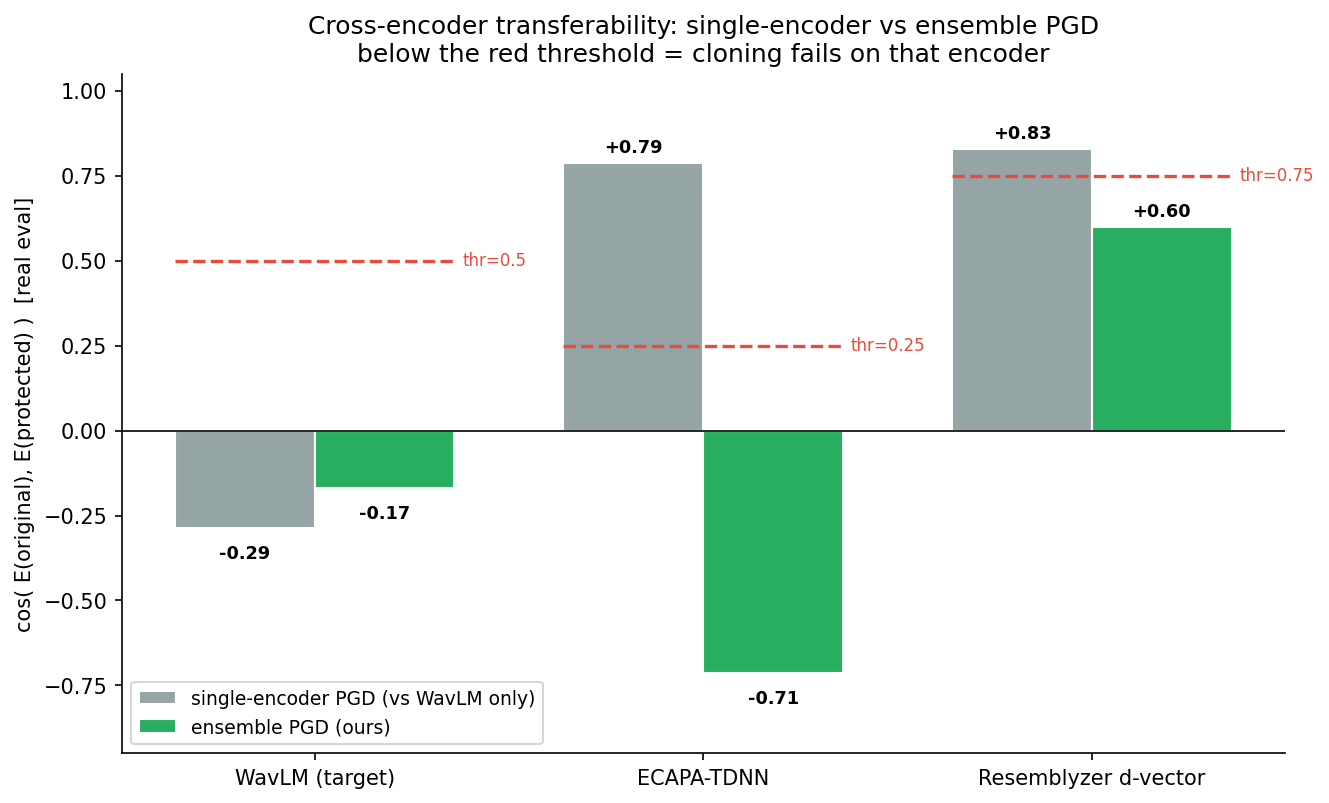 Cross-encoder transferability: single-encoder vs ensemble PGD
below the red threshold = cloning fails on that encoder
cos( E(original), E(protected) )  [real eval]
1.00
0.75
0.50
0.25
0.00
−0.25
−0.50
−0.75
+0.79
+0.83
thr=0.75
+0.60
thr=0.5
thr=0.25
-0.17
-0.29
-0.71
single-encoder PGD (vs WavLM only)
ensemble PGD (ours)
WavLM (target)
ECAPA-TDNN
Resemblyzer d-vector